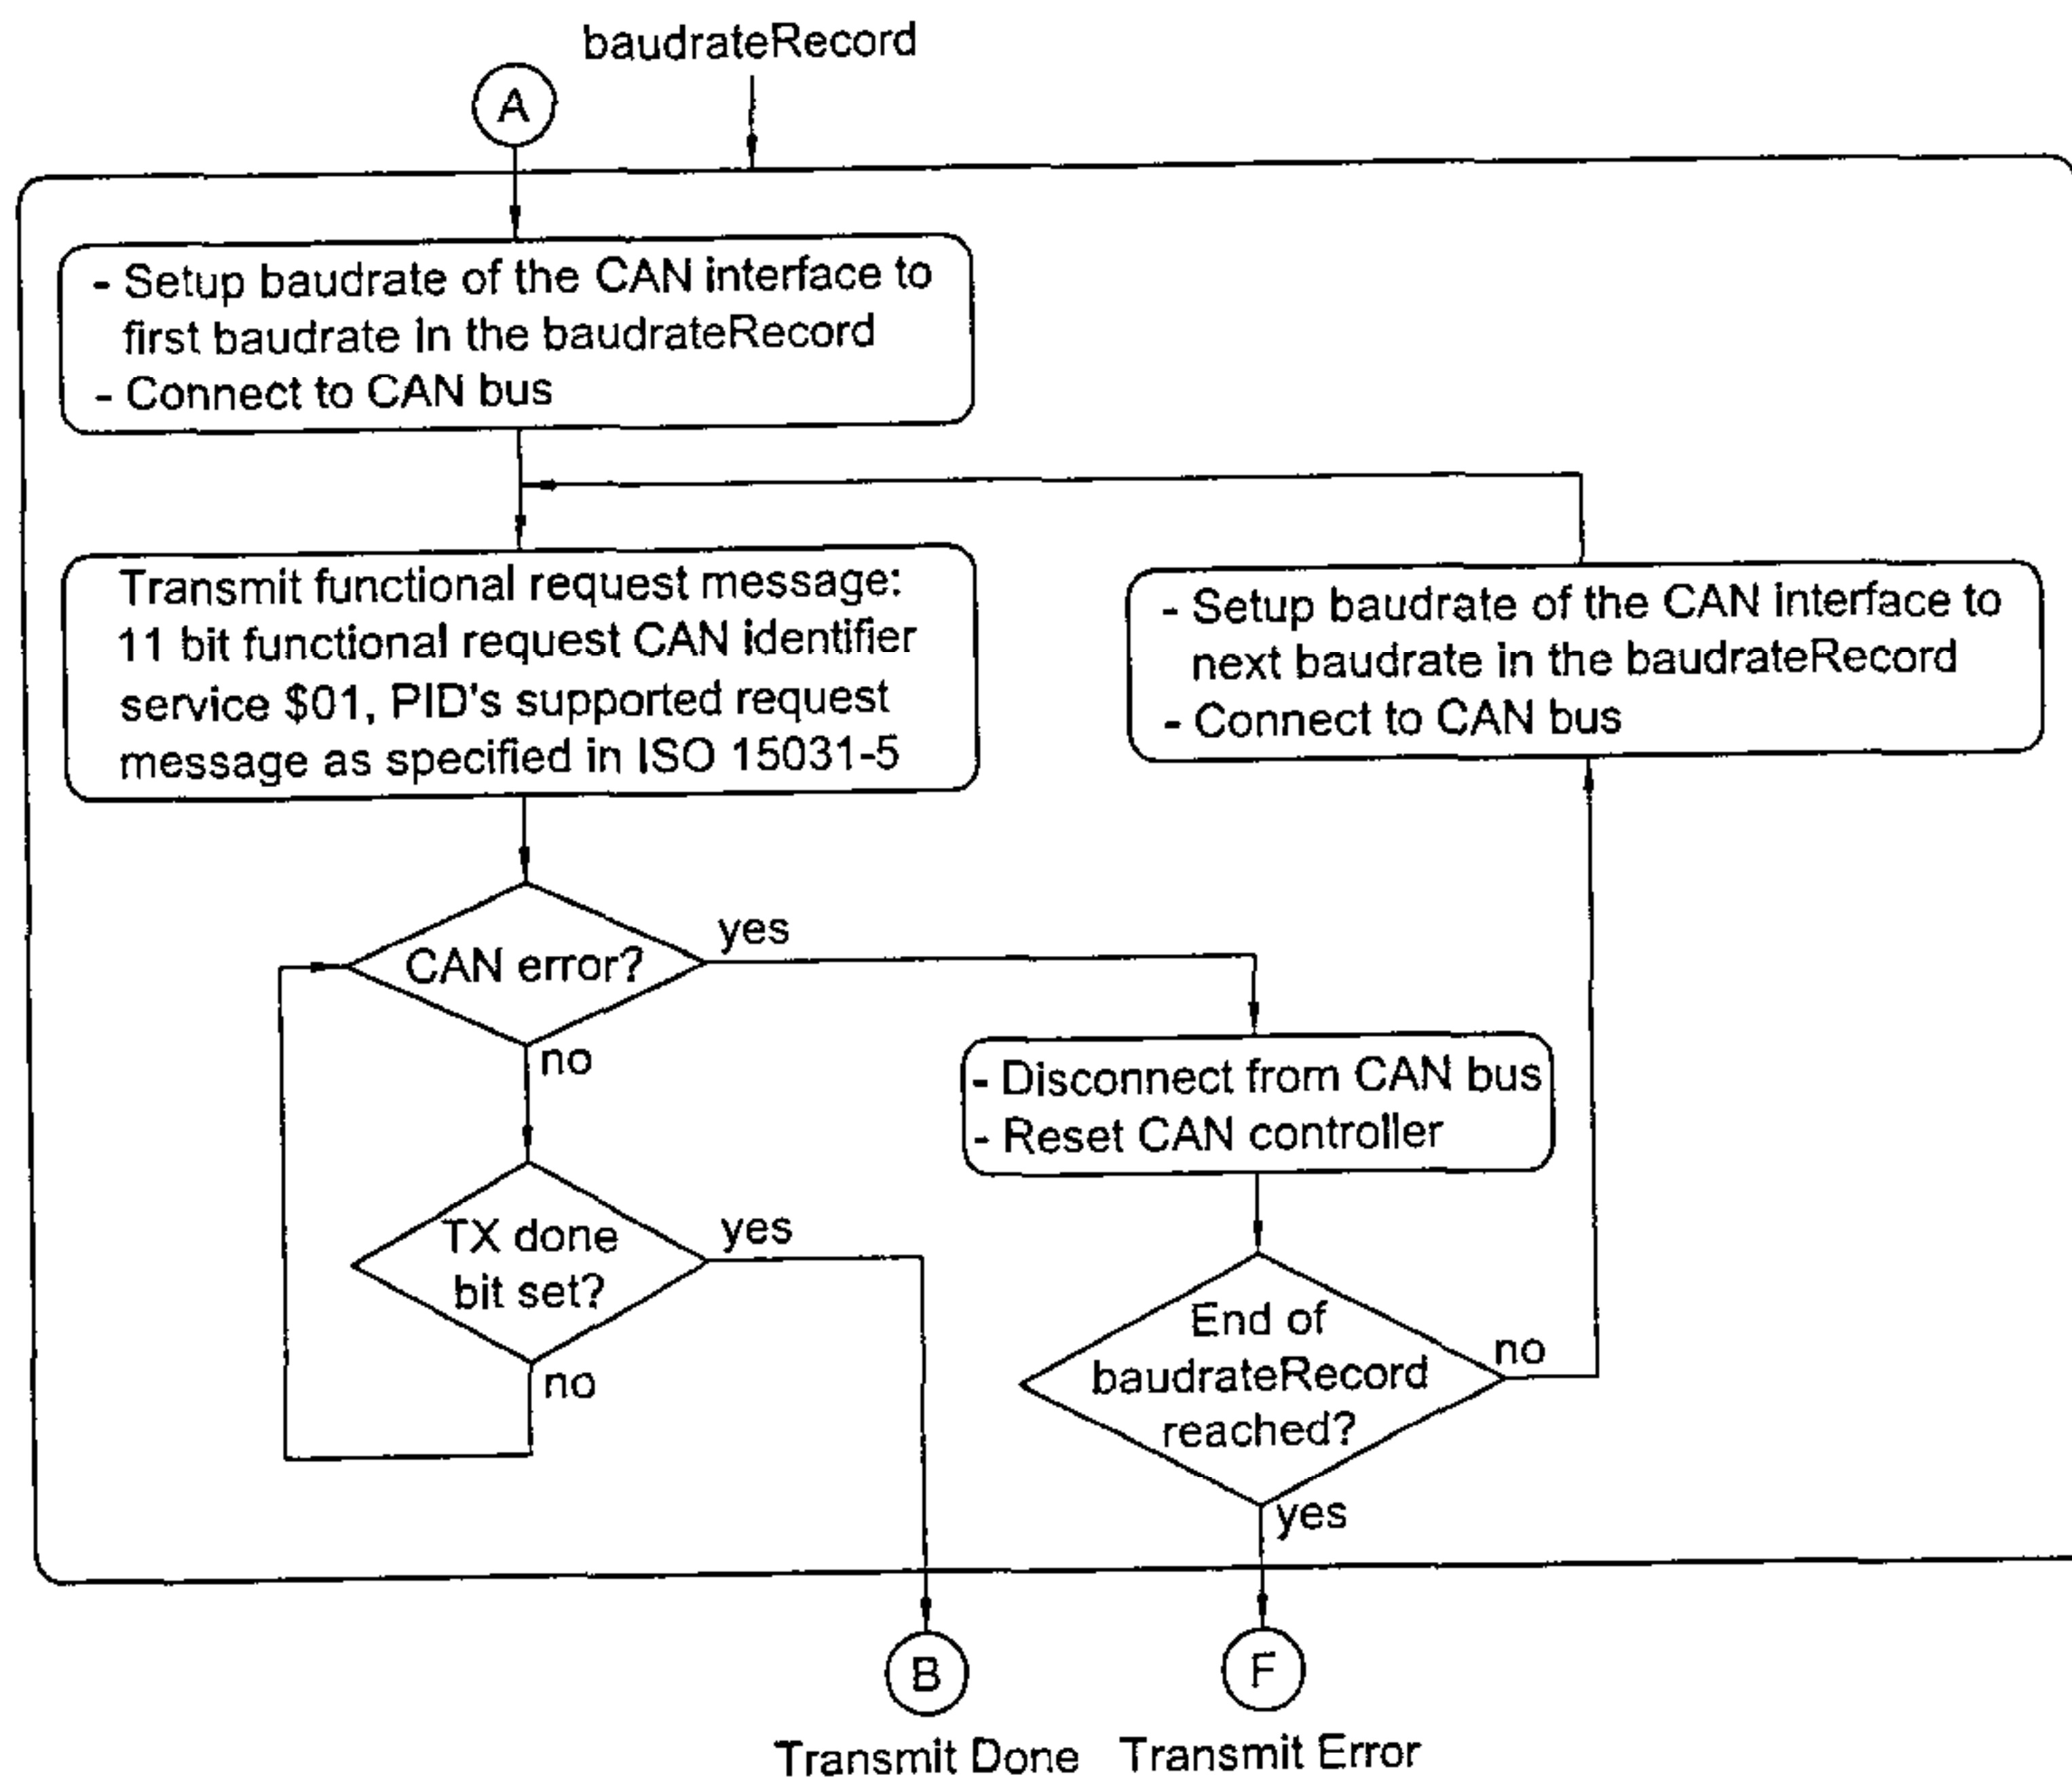 baudrateRecord
A
- Setup baudrate of the CAN interface to
first baudrate in the baudrateRecord
- Connect to CAN bus
Transmit functional request message:
11 bit functional request CAN identifier
service $01, PID's supported request
message as specified in ISO 15031-5
- Setup baudrate of the CAN interface to
next baudrate in the baudrateRecord
- Connect to CAN bus
CAN error?
yes
no
- Disconnect from CAN bus
- Reset CAN controller
TX done
bit set?
yes
no
End of
baudrateRecord
reached?
no
yes
B
F
Transmit Done
Transmit Error